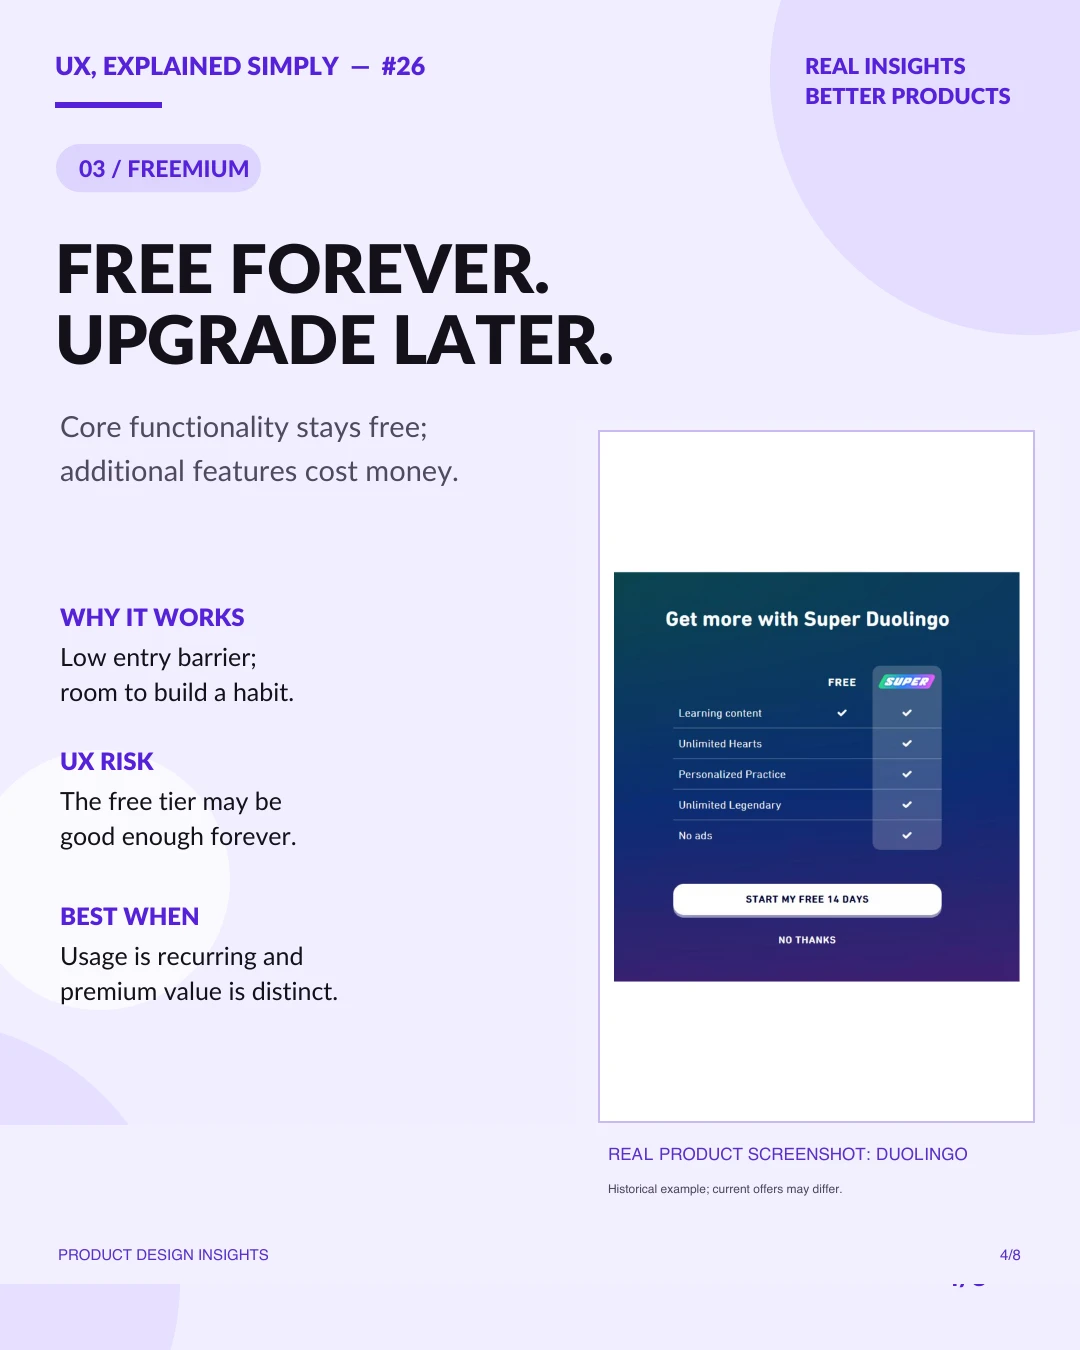 UX, EXPLAINED SIMPLY — #26
REAL INSIGHTS
BETTER PRODUCTS
03 / FREEMIUM
FREE FOREVER.
UPGRADE LATER.
Core functionality stays free;
additional features cost money.
WHY IT WORKS
Low entry barrier;
room to build a habit.
UX RISK
The free tier may be
good enough forever.
BEST WHEN
Usage is recurring and
premium value is distinct.
Get more with Super Duolingo
FREE SUPER
Learning content
Unlimited Hearts
Personalized Practice
Unlimited Legendary
No ads
START MY FREE 14 DAYS
NO THANKS
REAL PRODUCT SCREENSHOT: DUOLINGO
Historical example; current offers may differ.
PRODUCT DESIGN INSIGHTS
4/8